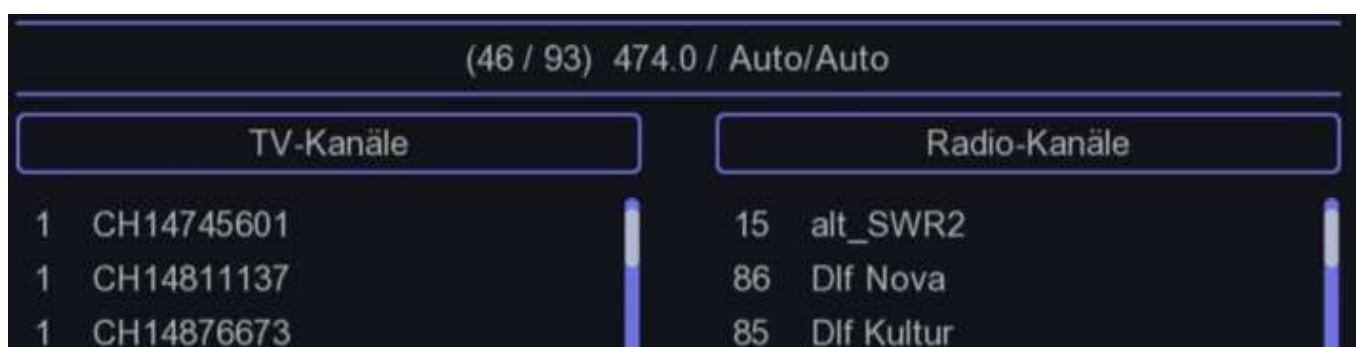 (46 / 93) 474.0 / Auto/Auto
TV-Kanäle
Radio-Kanäle
1 CH14745601
15 alt_SWR2
1 CH14811137
86 Dlf Nova
1 CH14876673
85 Dlf Kultur